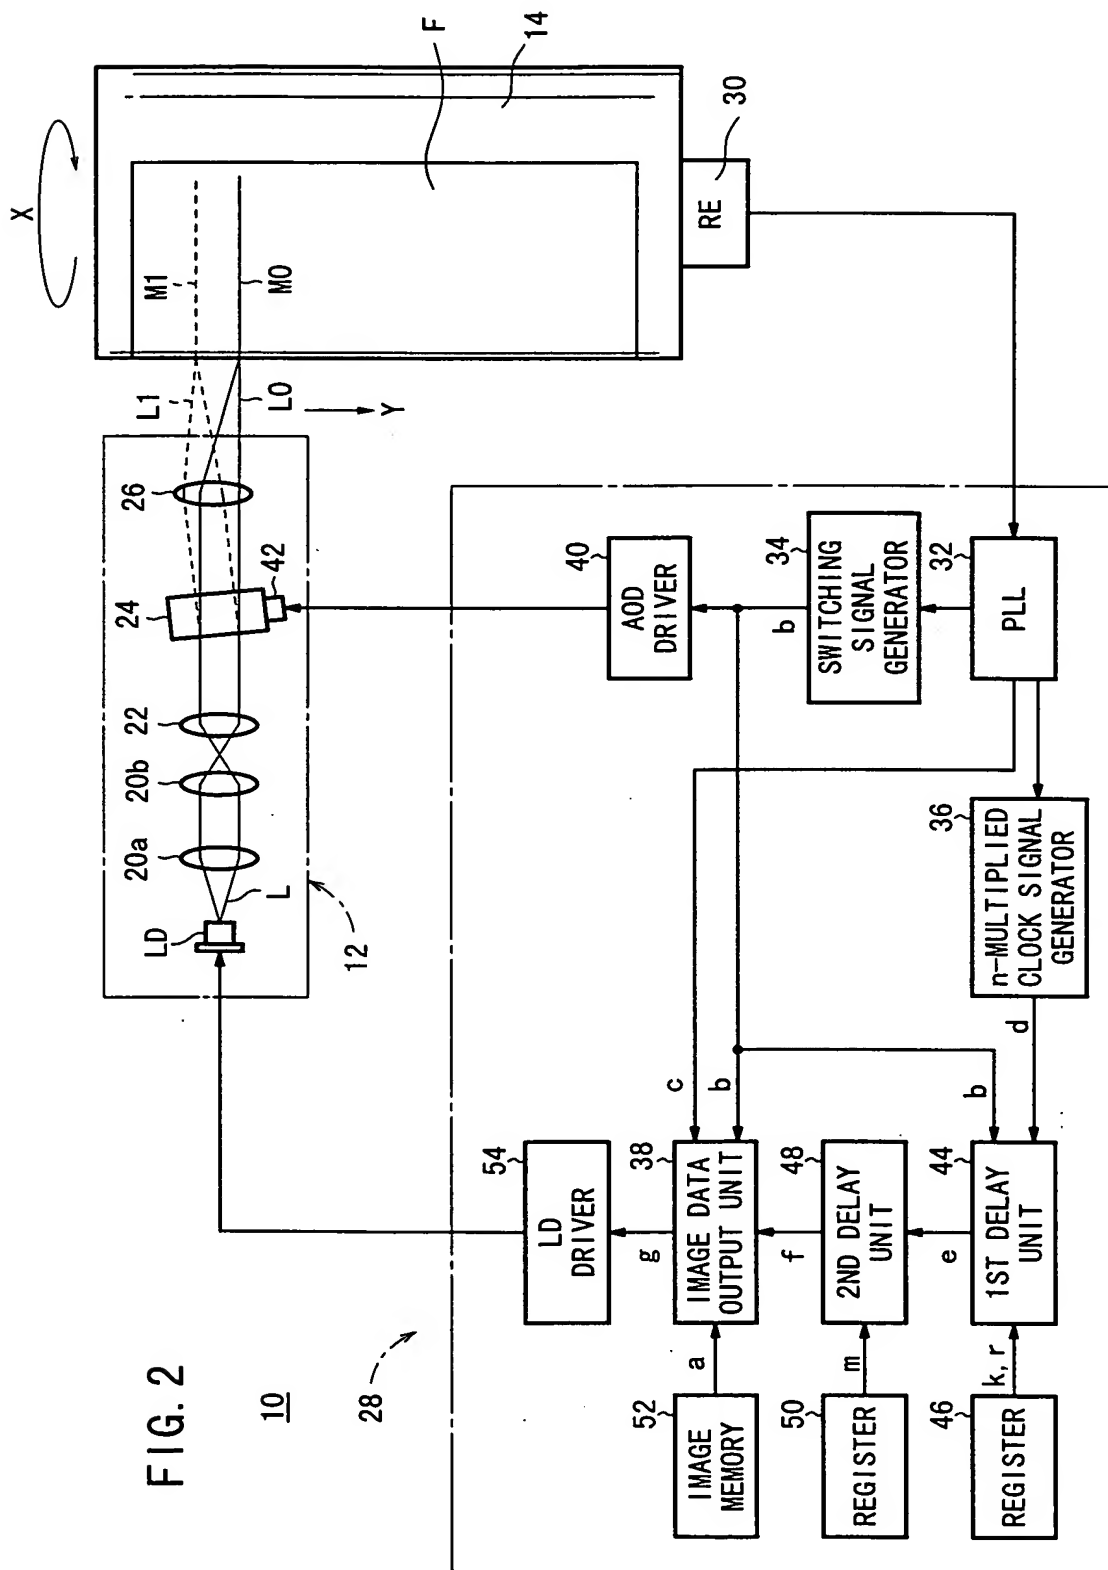 FIG. 2
10
28
12
LD
L
20a
20b
22
24
42
26
L1
L0
Y
X
M1
M0
F
14
RE
30
LD
DRIVER
54
AOD
DRIVER
40
IMAGE
MEMORY
52
a
IMAGE DATA
OUTPUT UNIT
38
g
c
b
SWITCHING
SIGNAL
GENERATOR
34
b
REGISTER
50
m
2ND DELAY
UNIT
48
f
REGISTER
46
k, r
1ST DELAY
UNIT
44
e
b
d
n-MULTIPLIED
CLOCK SIGNAL
GENERATOR
36
PLL
32